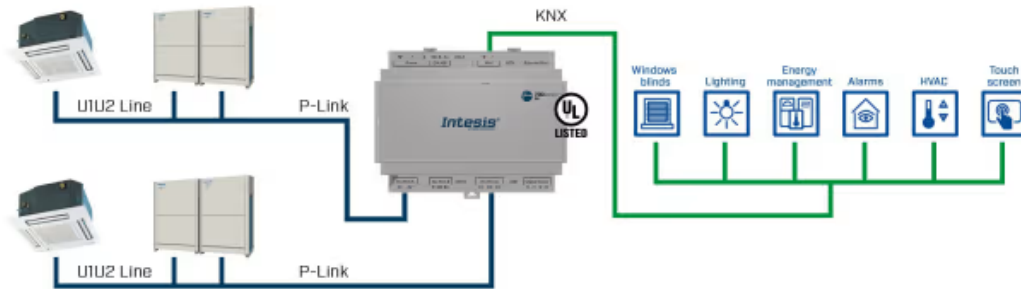 KNX
U1U2 Line
P-Link
Intesis
UL
LISTED
Windows
blinds
Lighting
Energy
management
Alarms
HVAC
Touch
screen
U1U2 Line
P-Link